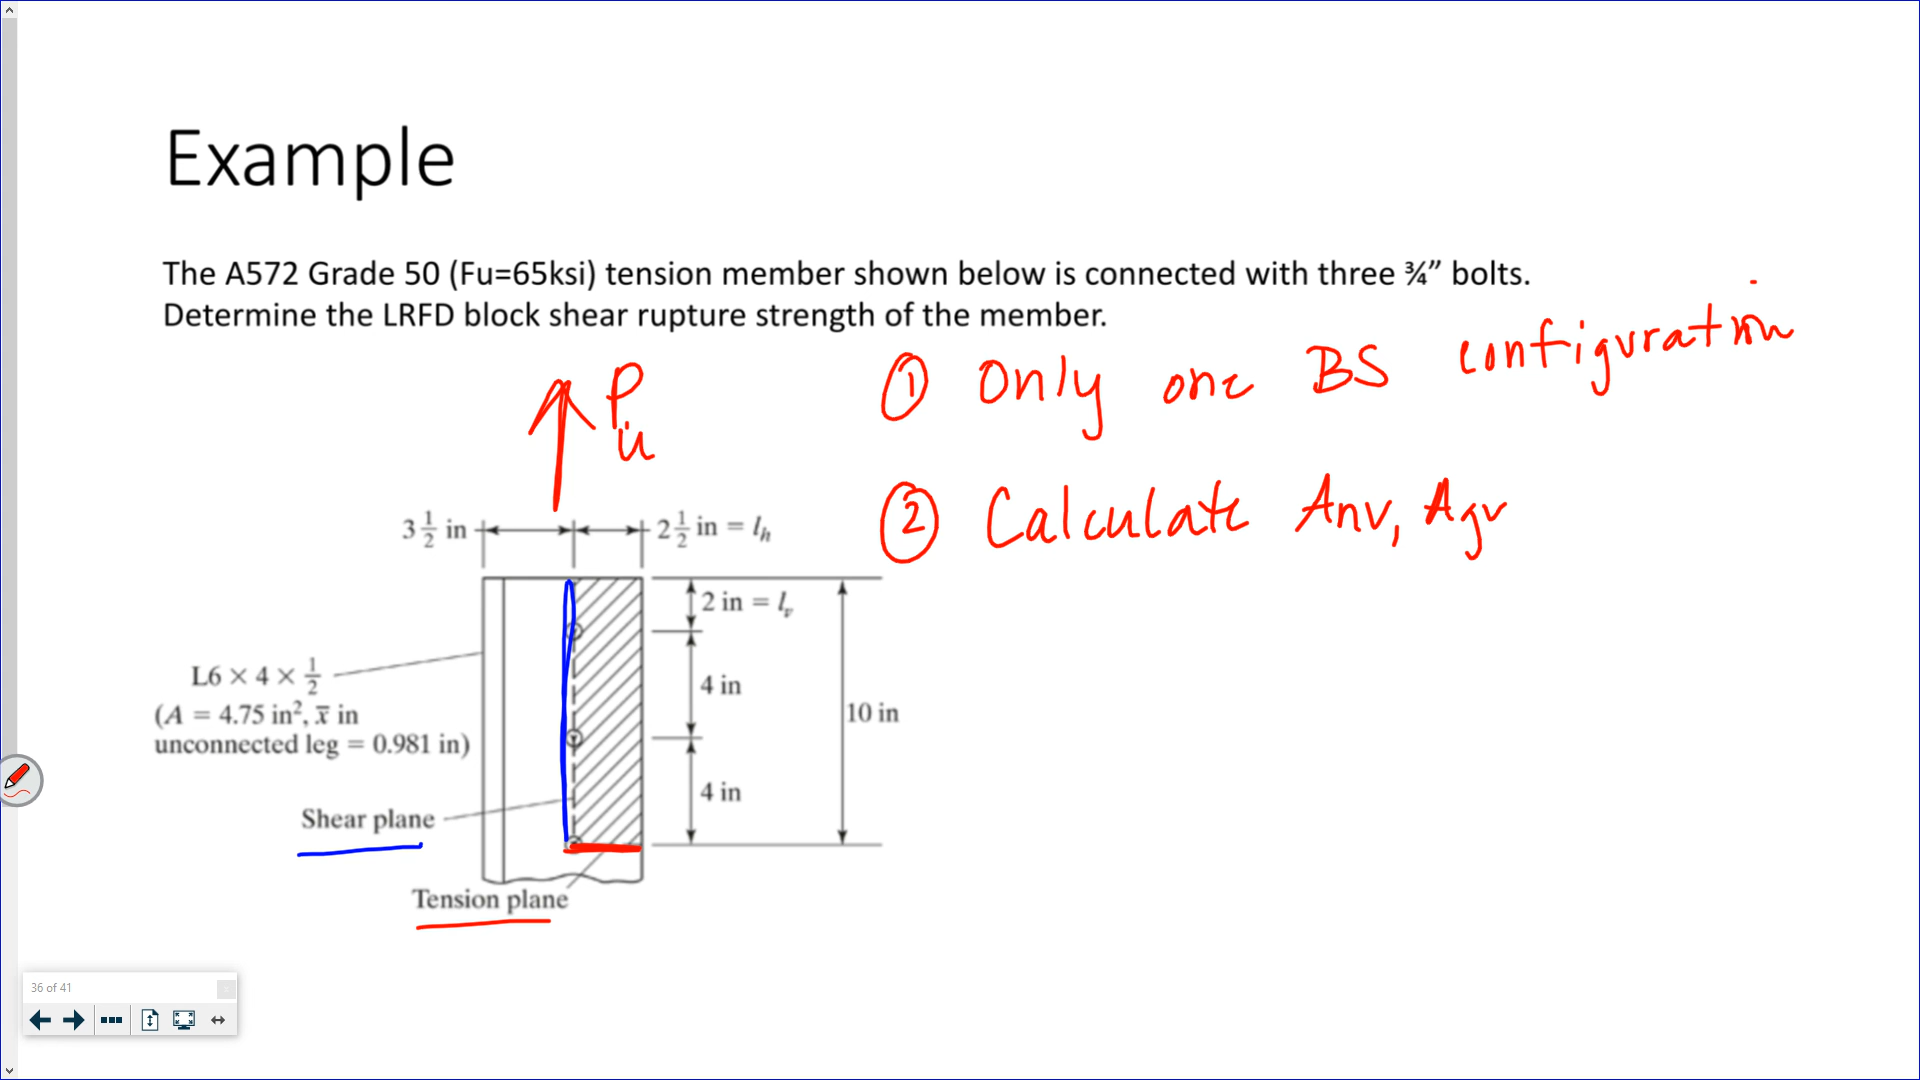 Example
The A572 Grade 50 (Fu=65ksi) tension member shown below is connected with three ¾” bolts.
Determine the LRFD block shear rupture strength of the member.
① Only one BS configuration
Pu
② Calculate Anv, Agv
3 1/2 in
2 1/2 in = lh
2 in = lv
L6 × 4 × 1/2
4 in
(A = 4.75 in², x̅ in
10 in
unconnected leg = 0.981 in)
4 in
Shear plane
Tension plane
36 of 41